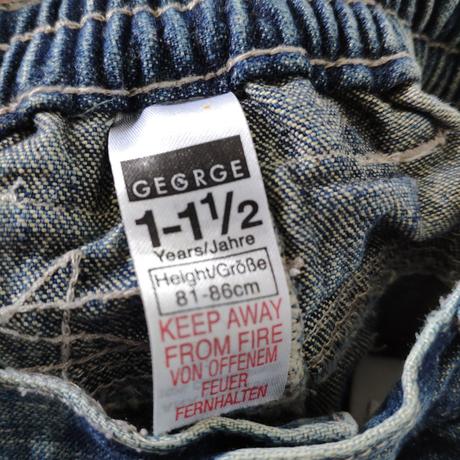 GEORGE
1-1½
Years/Jahre
Height/Größe
81-86cm
KEEP AWAY
FROM FIRE
VON OFFENEM
FEUER
FERNHALTEN